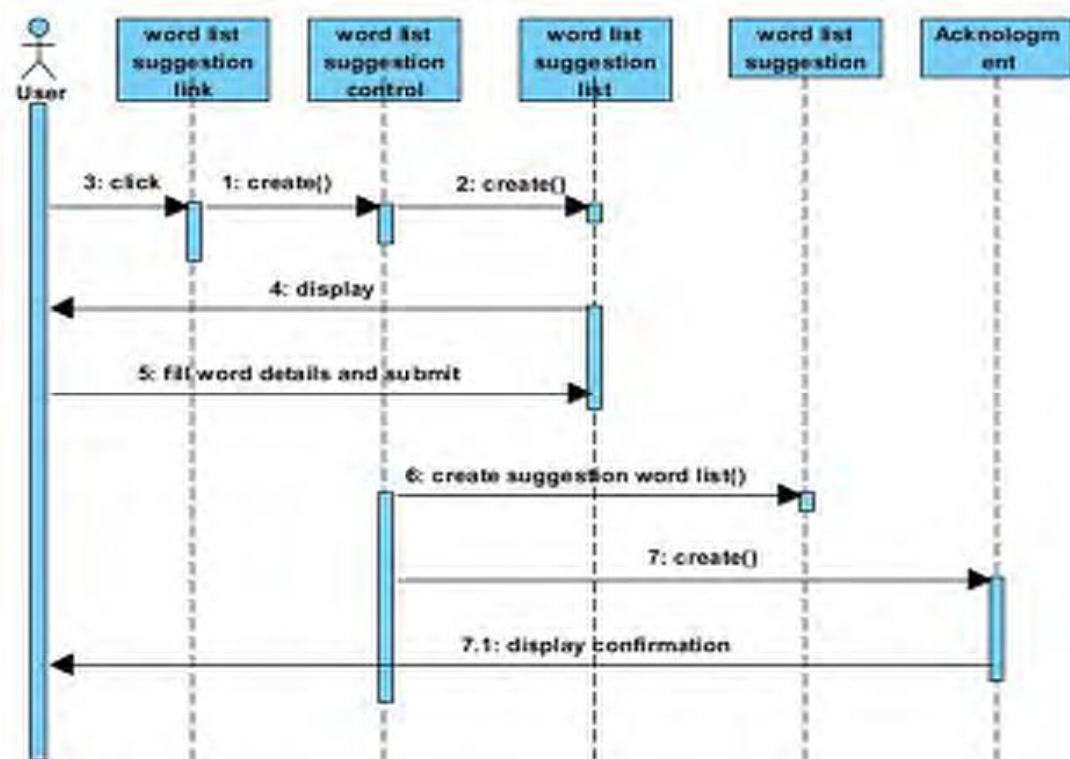 User
word list
suggestion
link
word list
suggestion
control
word list
suggestion
list
word list
suggestion
Acknologm
ent
3: click
1: create()
2: create()
4: display
5: fill word details and submit
6: create suggestion word list()
7: create()
7.1: display confirmation